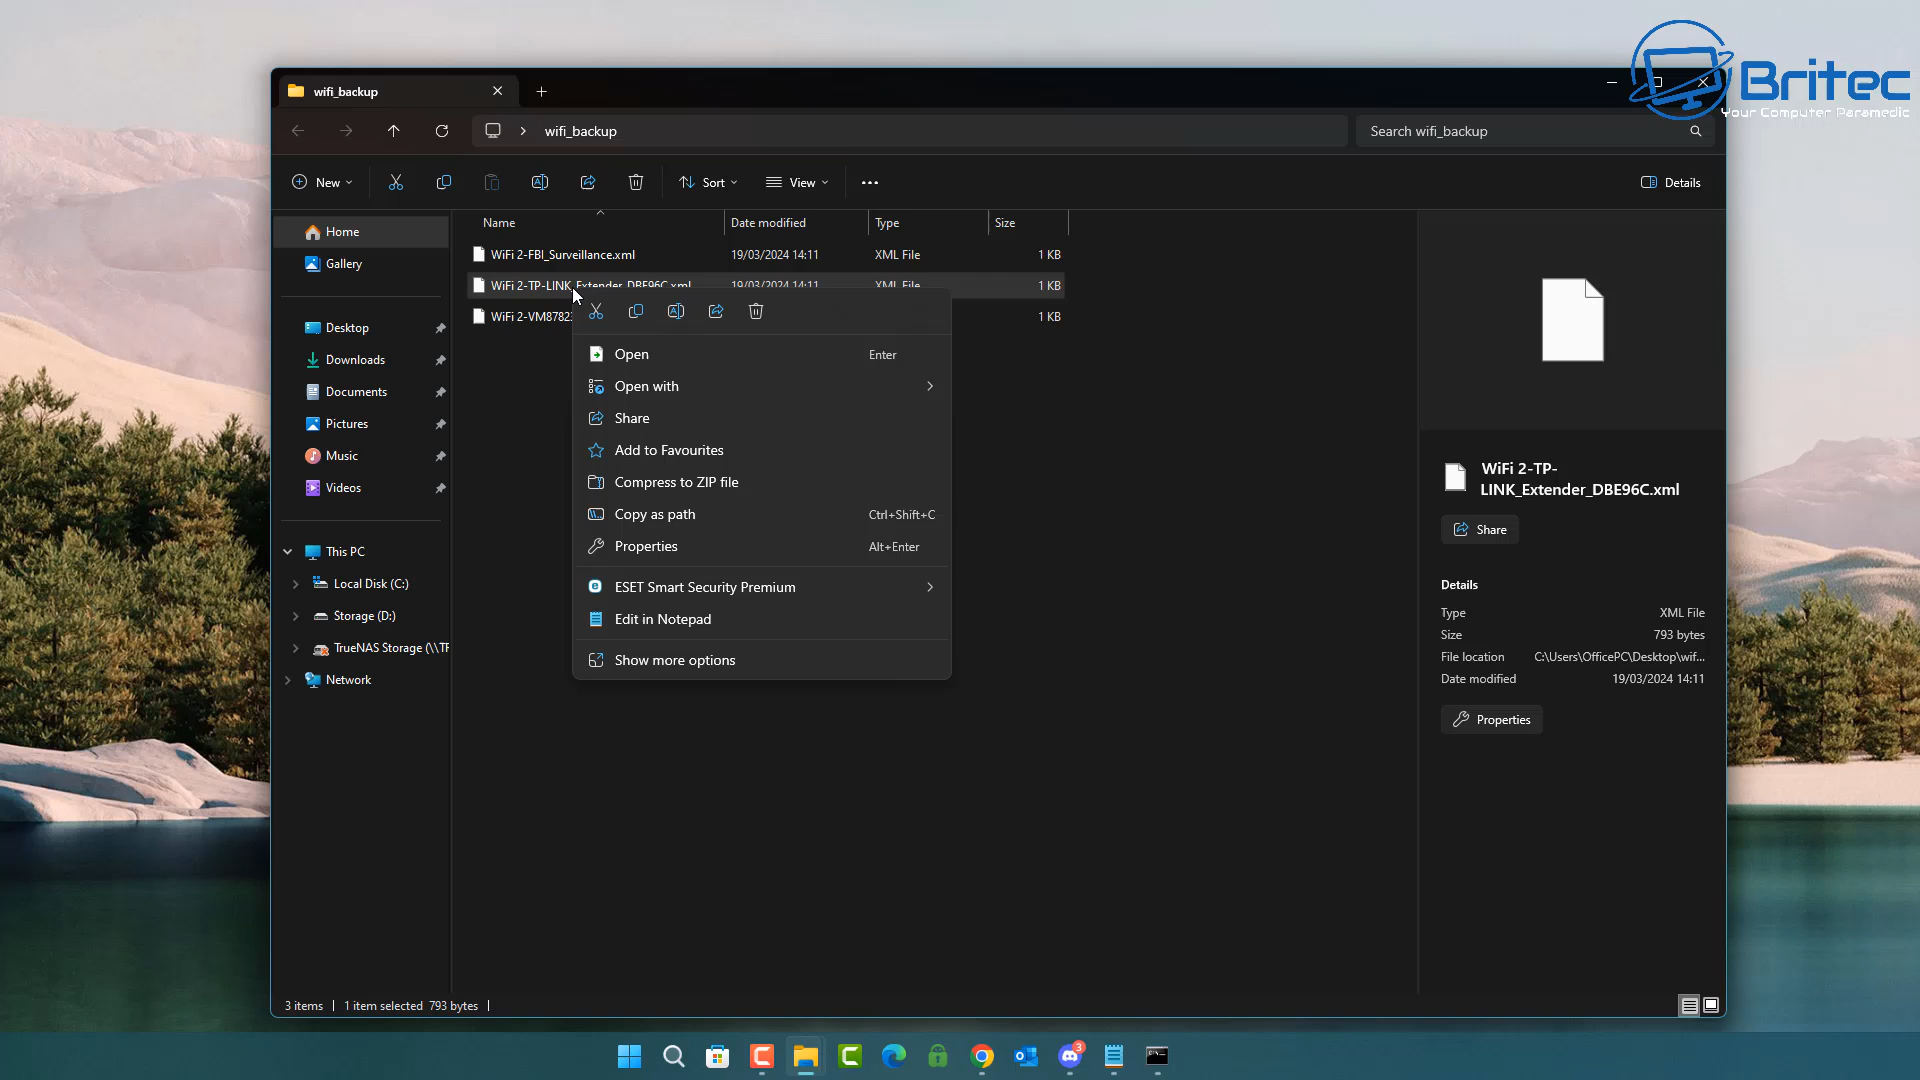 Britec
Your Computer Paramedic
wifi_backup
wifi_backup
Search wifi_backup
New
Sort
View
Details
Name
Date modified
Type
Size
Home
Gallery
Desktop
Downloads
Documents
Pictures
Music
Videos
This PC
Local Disk (C:)
Storage (D:)
TrueNAS Storage (\\TF
Network
WiFi 2-FBI_Surveillance.xml 19/03/2024 14:11 XML File 1 KB
WiFi 2-TP-LINK_Extender_DBE96C.xml 19/03/2024 14:11 XML File 1 KB
WiFi 2-VM8782 1 KB
Open Enter
Open with
Share
Add to Favourites
Compress to ZIP file
Copy as path Ctrl+Shift+C
Properties Alt+Enter
ESET Smart Security Premium
Edit in Notepad
Show more options
WiFi 2-TP-
LINK_Extender_DBE96C.xml
Share
Details
Type XML File
Size 793 bytes
File location C:\Users\OfficePC\Desktop\wif...
Date modified 19/03/2024 14:11
Properties
3 items 1 item selected 793 bytes
3